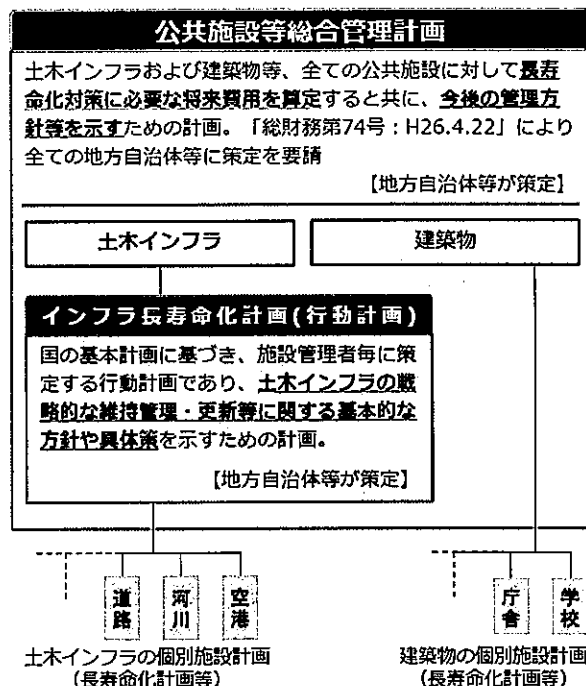 公共施設等総合管理計画
土木インフラおよび建築物等、全ての公共施設に対して長寿
命化対策に必要な将来費用を算定すると共に、今後の管理方
針等を示すための計画。「総財務第74号：H26.4.22」により
全ての地方自治体等に策定を要請
【地方自治体等が策定】
土木インフラ
建築物
インフラ長寿命化計画(行動計画)
国の基本計画に基づき、施設管理者毎に策
定する行動計画であり、土木インフラの戦
略的な維持管理・更新等に関する基本的な
方針や具体策を示すための計画。
【地方自治体等が策定】
道路
河川
空港
庁舎
学校
土木インフラの個別施設計画
(長寿命化計画等)
建築物の個別施設計画
(長寿命化計画等)